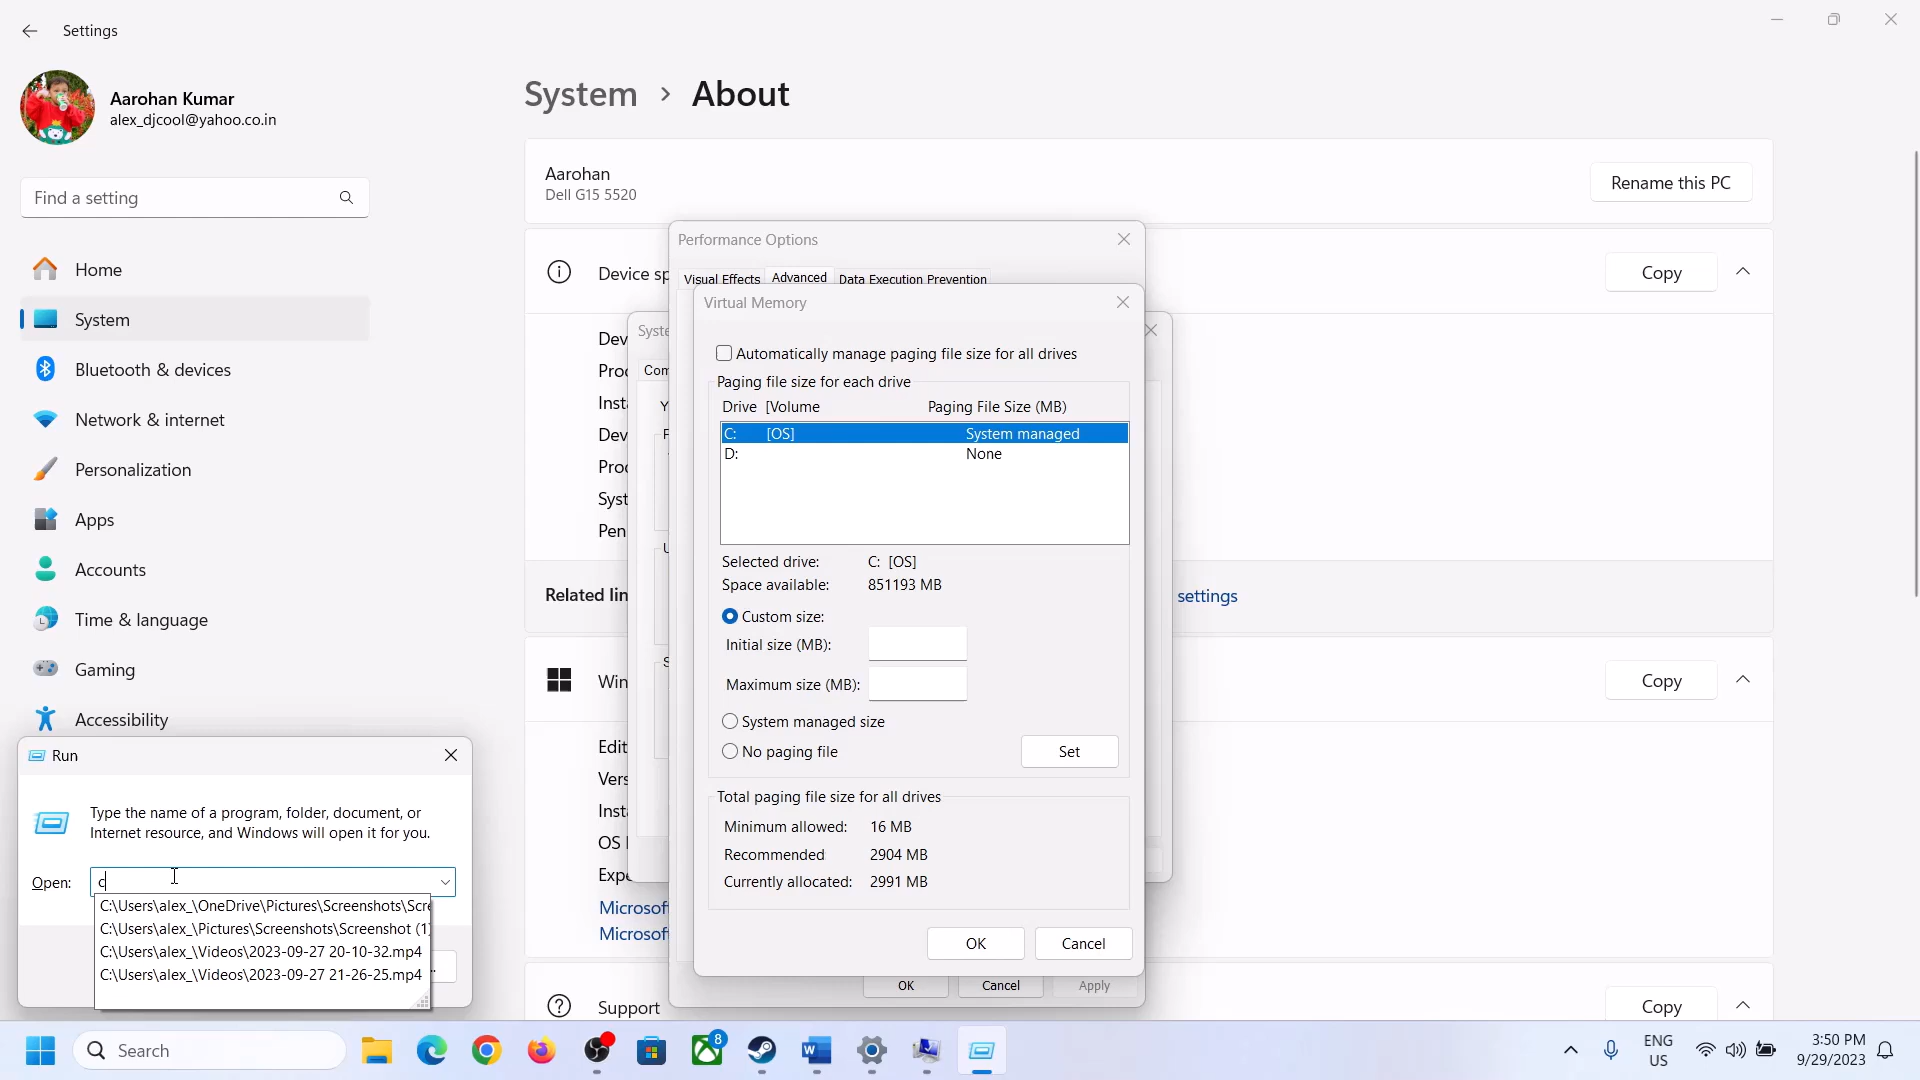 Settings
Aarohan Kumar
alex_djcool@yahoo.co.in
Find a setting
Home
System
Bluetooth & devices
Network & internet
Personalization
Apps
Accounts
Time & language
Gaming
Accessibility
System > About
Aarohan
Dell G15 5520
Rename this PC
Device sp
Copy
Dev
Proc
Insta
Dev
Proc
Syst
Pen
Related lin
settings
Win
Copy
Edit
Vers
Insta
OS
Expe
Microsof
Microsof
Support
Copy
Syste
Com
Performance Options
Visual Effects
Advanced
Data Execution Prevention
OK
Cancel
Apply
Virtual Memory
Automatically manage paging file size for all drives
Paging file size for each drive
Drive [Volume
Paging File Size (MB)
C: [OS] System managed
D: None
Selected drive: C: [OS]
Space available: 851193 MB
Custom size:
Initial size (MB):
Maximum size (MB):
System managed size
No paging file
Set
Total paging file size for all drives
Minimum allowed: 16 MB
Recommended 2904 MB
Currently allocated: 2991 MB
OK
Cancel
Run
Type the name of a program, folder, document, or
Internet resource, and Windows will open it for you.
Open: c
C:\Users\alex_\OneDrive\Pictures\Screenshots\Scre
C:\Users\alex_\Pictures\Screenshots\Screenshot (1)
C:\Users\alex_\Videos\2023-09-27 20-10-32.mp4
C:\Users\alex_\Videos\2023-09-27 21-26-25.mp4
Search
8
ENG
US
3:50 PM
9/29/2023